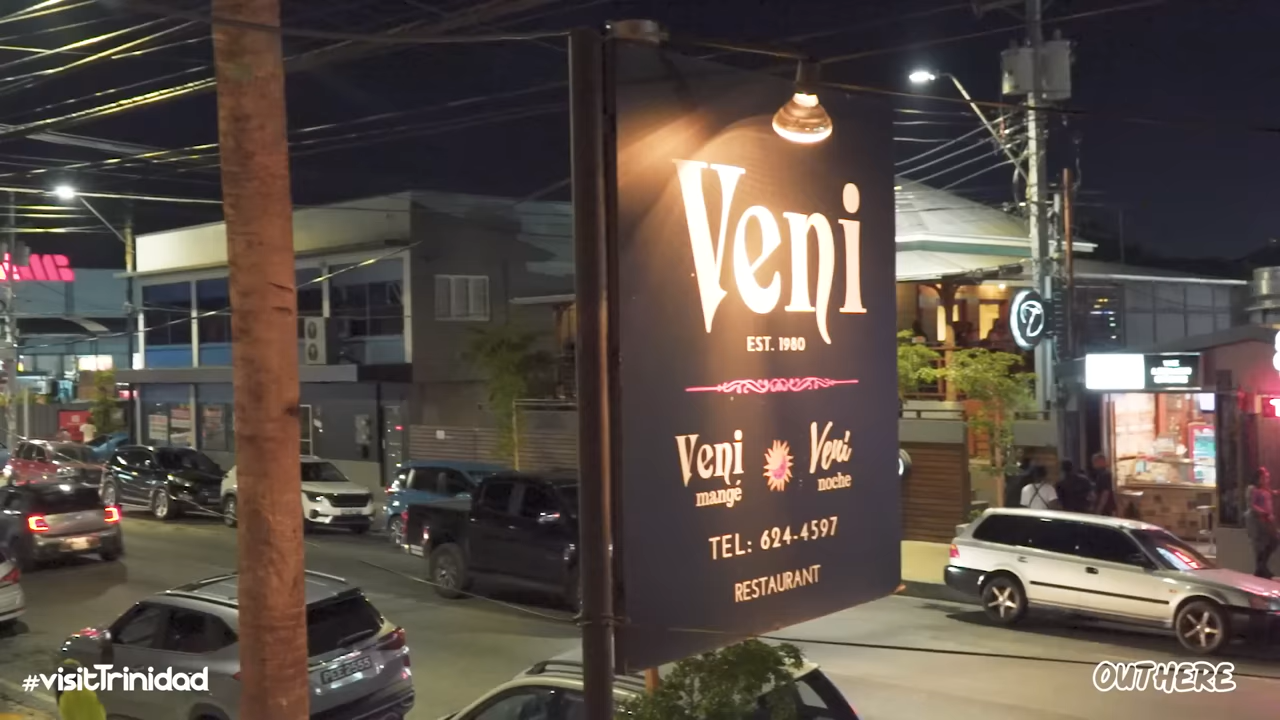 Veni
EST. 1980
Veni
mangé
Veni
noche
TEL: 624-4597
RESTAURANT
#visitTrinidad
OUTHERE